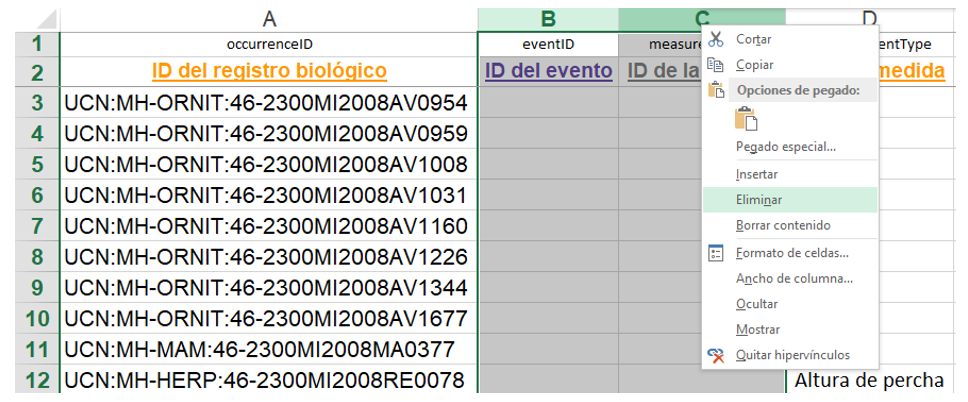 A B C D
1 occurrenceID eventID measure entType
2 ID del registro biológico ID del evento ID de la medida
3 UCN:MH-ORNIT:46-2300MI2008AV0954
4 UCN:MH-ORNIT:46-2300MI2008AV0959
5 UCN:MH-ORNIT:46-2300MI2008AV1008
6 UCN:MH-ORNIT:46-2300MI2008AV1031
7 UCN:MH-ORNIT:46-2300MI2008AV1160
8 UCN:MH-ORNIT:46-2300MI2008AV1226
9 UCN:MH-ORNIT:46-2300MI2008AV1344
10 UCN:MH-ORNIT:46-2300MI2008AV1677
11 UCN:MH-MAM:46-2300MI2008MA0377
12 UCN:MH-HERP:46-2300MI2008RE0078 Altura de percha
Cortar
Copiar
Opciones de pegado:
Pegado especial...
Insertar
Eliminar
Borrar contenido
Formato de celdas...
Ancho de columna...
Ocultar
Mostrar
Quitar hipervínculos